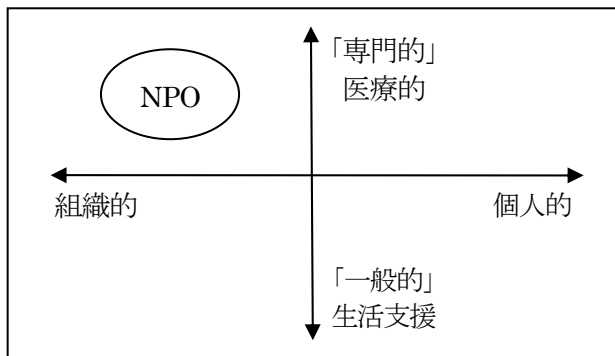 「専門的」
医療的
NPO
組織的
個人的
「一般的」
生活支援